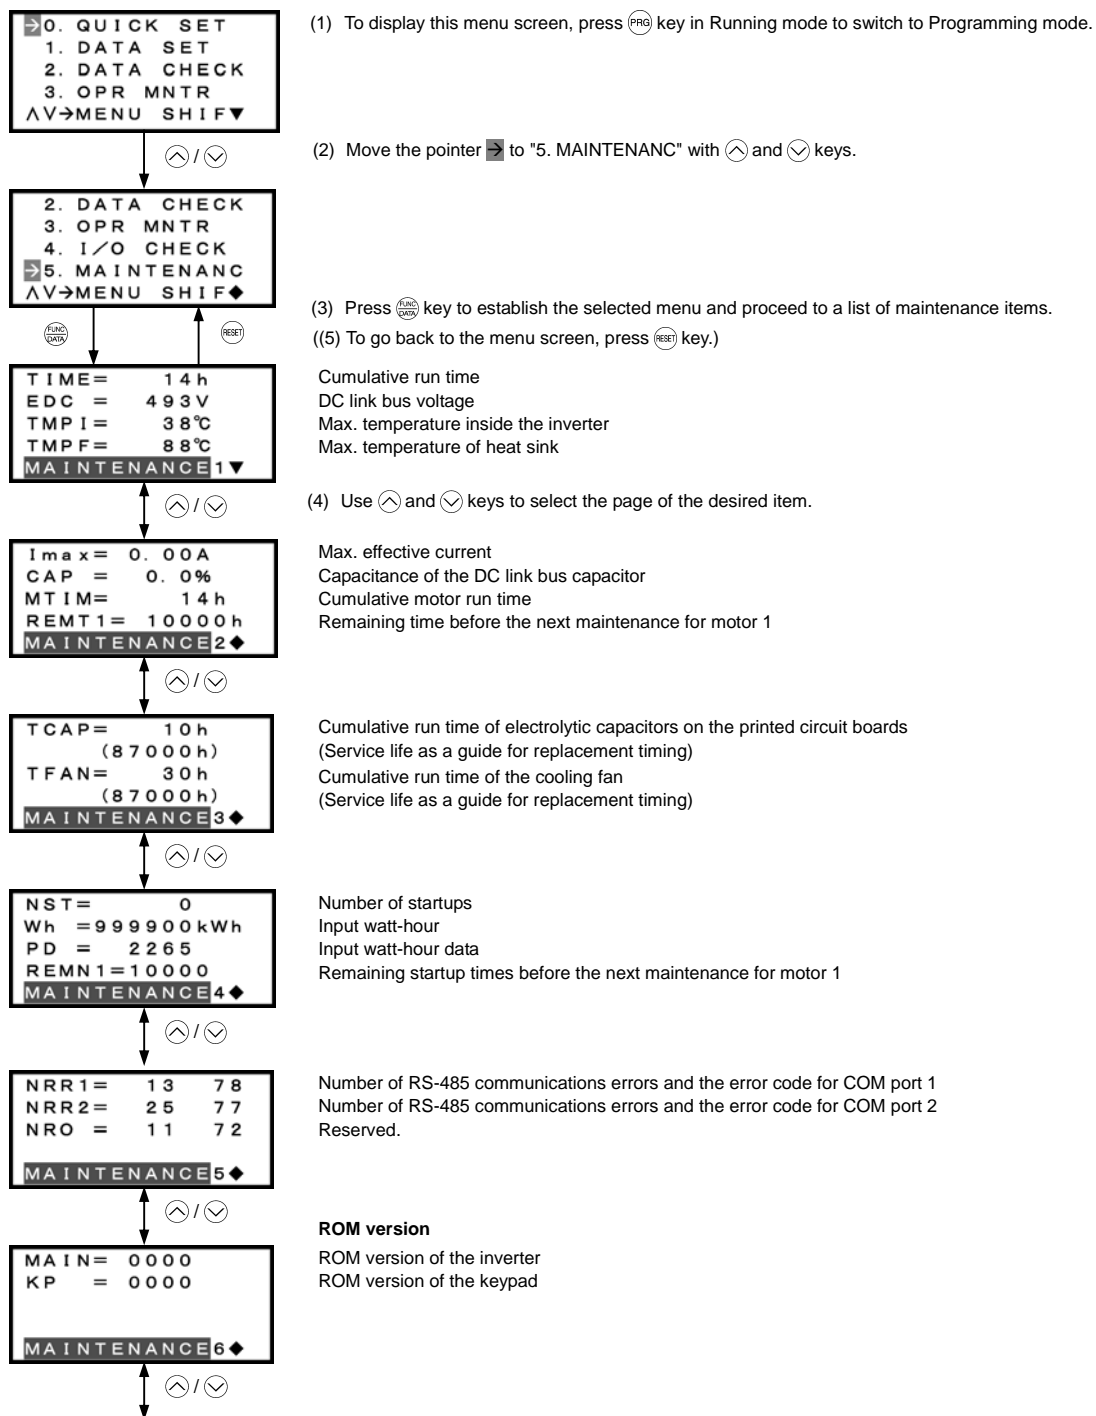 →0. QUICK SET
1. DATA SET
2. DATA CHECK
3. OPR MNTR
∧∨→MENU SHIF▼
(1) To display this menu screen, press PRG key in Running mode to switch to Programming mode.
/
(2) Move the pointer → to "5. MAINTENANC" with and keys.
2. DATA CHECK
3. OPR MNTR
4. I/O CHECK
→5. MAINTENANC
∧∨→MENU SHIF◆
FUNC DATA
RESET
(3) Press FUNC DATA key to establish the selected menu and proceed to a list of maintenance items.
((5) To go back to the menu screen, press RESET key.)
TIME= 14h
EDC = 493V
TMPI= 38℃
TMPF= 88℃
MAINTENANCE1▼
Cumulative run time
DC link bus voltage
Max. temperature inside the inverter
Max. temperature of heat sink
/
(4) Use and keys to select the page of the desired item.
Imax= 0.00A
CAP = 0.0%
MTIM= 14h
REMT1= 10000h
MAINTENANCE2◆
Max. effective current
Capacitance of the DC link bus capacitor
Cumulative motor run time
Remaining time before the next maintenance for motor 1
/
TCAP= 10h
(87000h)
TFAN= 30h
(87000h)
MAINTENANCE3◆
Cumulative run time of electrolytic capacitors on the printed circuit boards
(Service life as a guide for replacement timing)
Cumulative run time of the cooling fan
(Service life as a guide for replacement timing)
/
NST= 0
Wh =999900kWh
PD = 2265
REMN1=10000
MAINTENANCE4◆
Number of startups
Input watt-hour
Input watt-hour data
Remaining startup times before the next maintenance for motor 1
/
NRR1= 13 78
NRR2= 25 77
NRO = 11 72
MAINTENANCE5◆
Number of RS-485 communications errors and the error code for COM port 1
Number of RS-485 communications errors and the error code for COM port 2
Reserved.
/
ROM version
MAIN= 0000
KP = 0000
MAINTENANCE6◆
ROM version of the inverter
ROM version of the keypad
/